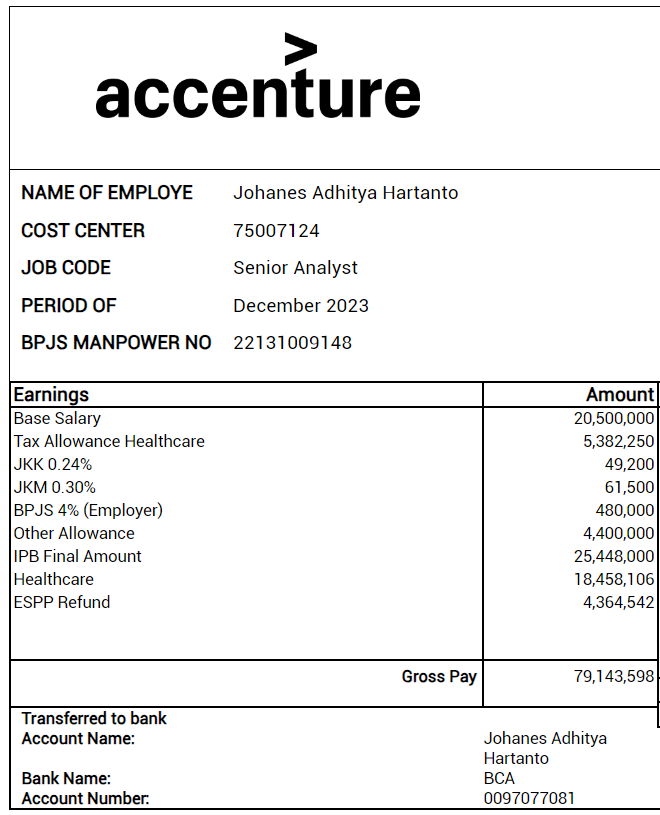 accenture
NAME OF EMPLOYE Johanes Adhitya Hartanto
COST CENTER 75007124
JOB CODE Senior Analyst
PERIOD OF December 2023
BPJS MANPOWER NO 22131009148
Earnings Amount
Base Salary 20,500,000
Tax Allowance Healthcare 5,382,250
JKK 0.24% 49,200
JKM 0.30% 61,500
BPJS 4% (Employer) 480,000
Other Allowance 4,400,000
IPB Final Amount 25,448,000
Healthcare 18,458,106
ESPP Refund 4,364,542
Gross Pay 79,143,598
Transferred to bank
Account Name: Johanes Adhitya
Hartanto
Bank Name: BCA
Account Number: 0097077081